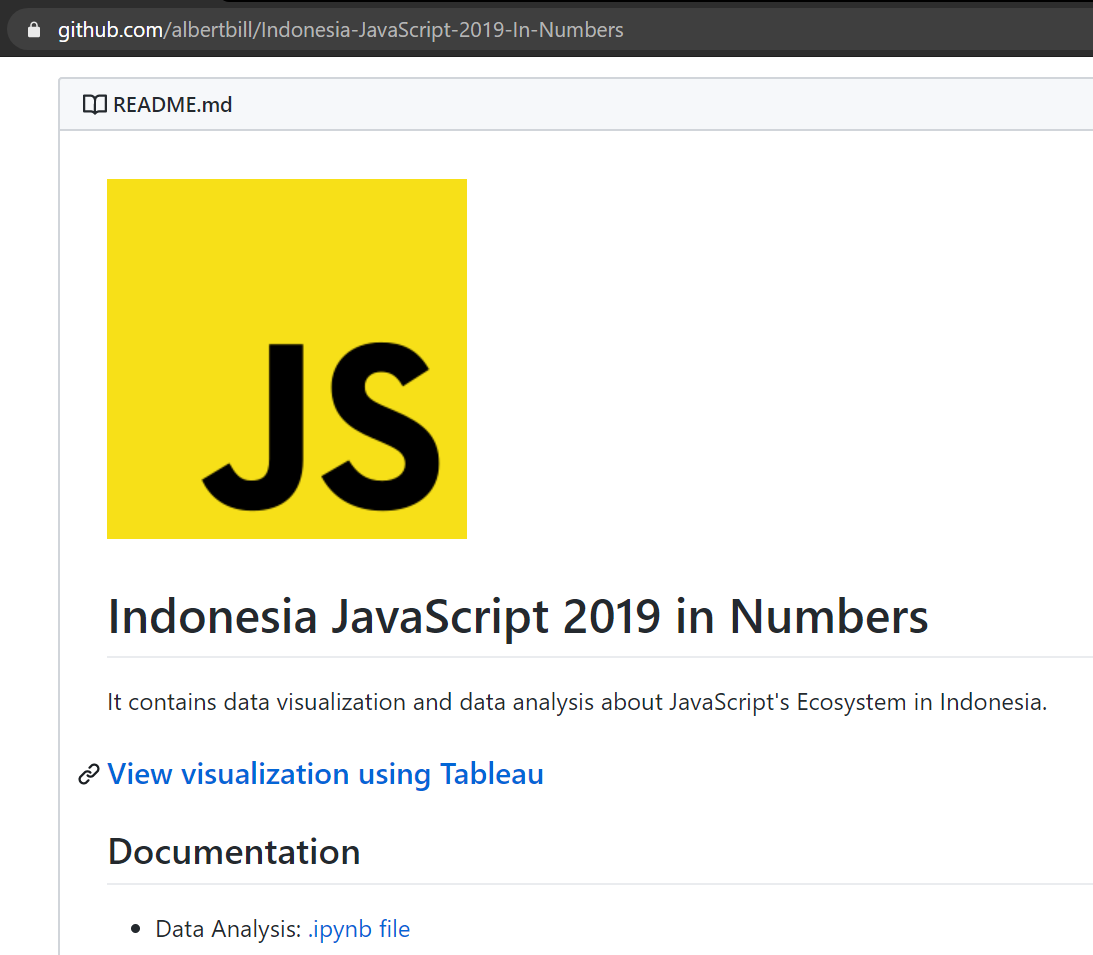 github.com/albertbill/Indonesia-JavaScript-2019-In-Numbers
README.md
JS
Indonesia JavaScript 2019 in Numbers
It contains data visualization and data analysis about JavaScript's Ecosystem in Indonesia.
View visualization using Tableau
Documentation
• Data Analysis: .ipynb file